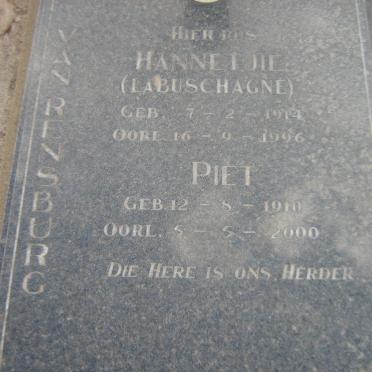 VAN RENSBURG
HIER RUS
HANNETJIE
(LABUSCHAGNE)
GEB. 7 - 2 - 1914
OORL. 16 - 9 - 1996
PIET
GEB. 12 - 8 - 1910
OORL. 5 - 5 - 2000
DIE HERE IS ONS HERDER